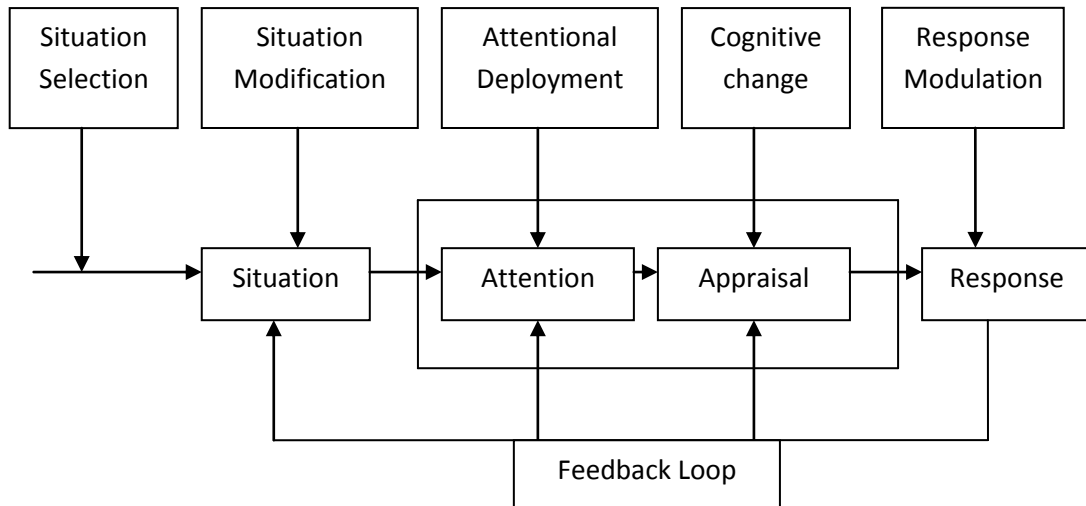 Situation
Selection
Situation
Modification
Attentional
Deployment
Cognitive
change
Response
Modulation
Situation
Attention
Appraisal
Response
Feedback Loop